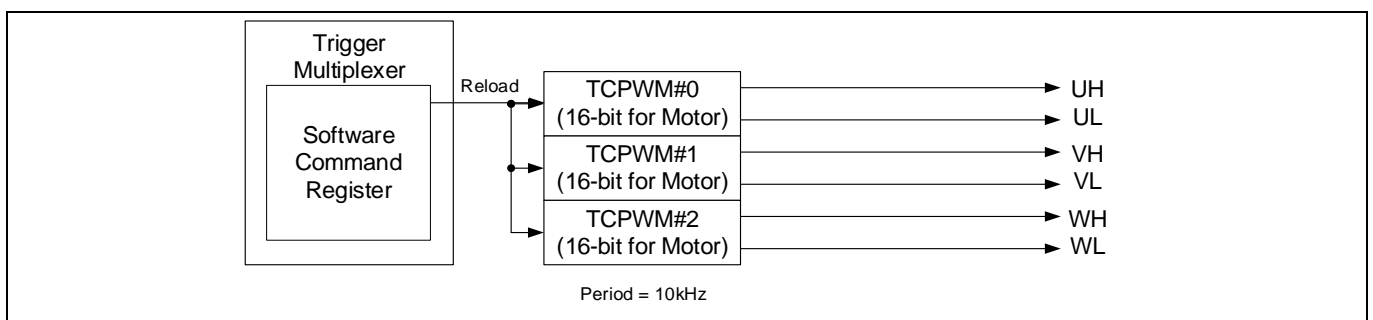 Trigger
Multiplexer
Software
Command
Register
Reload
TCPWM#0
(16-bit for Motor)
TCPWM#1
(16-bit for Motor)
TCPWM#2
(16-bit for Motor)
Period = 10kHz
UH
UL
VH
VL
WH
WL